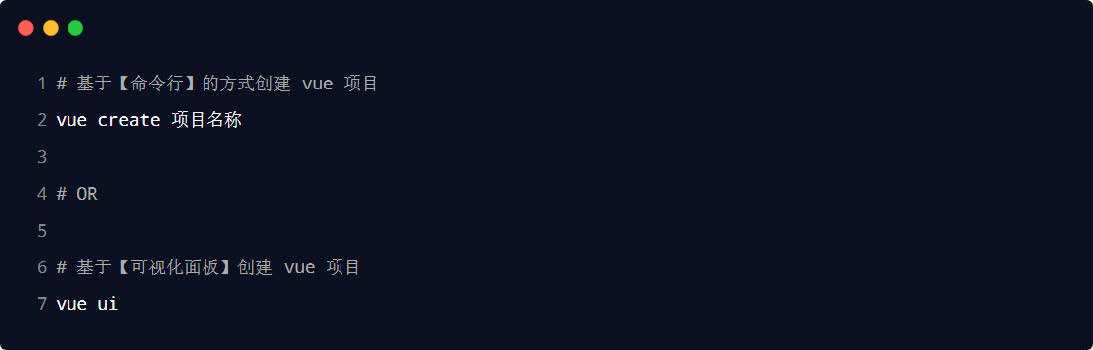 1 # 基于【命令行】的方式创建 vue 项目
2 vue create 项目名称
3
4 # OR
5
6 # 基于【可视化面板】创建 vue 项目
7 vue ui